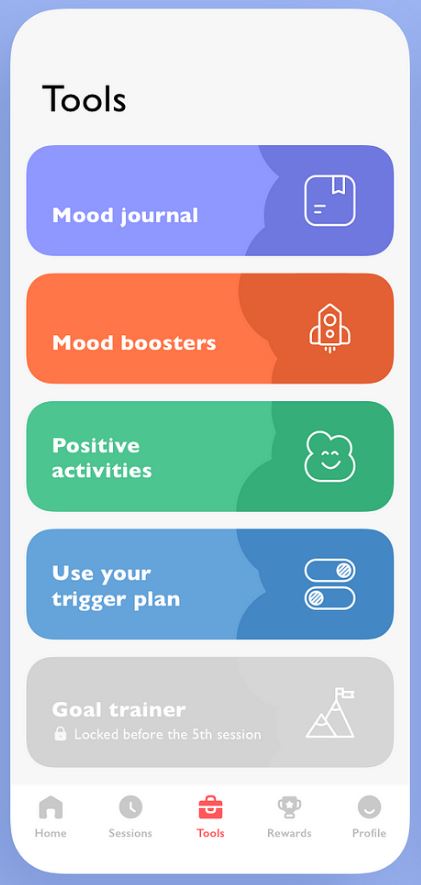 Tools
Mood journal
Mood boosters
Positive
activities
Use your
trigger plan
Goal trainer
Locked before the 5th session
Home
Sessions
Tools
Rewards
Profile